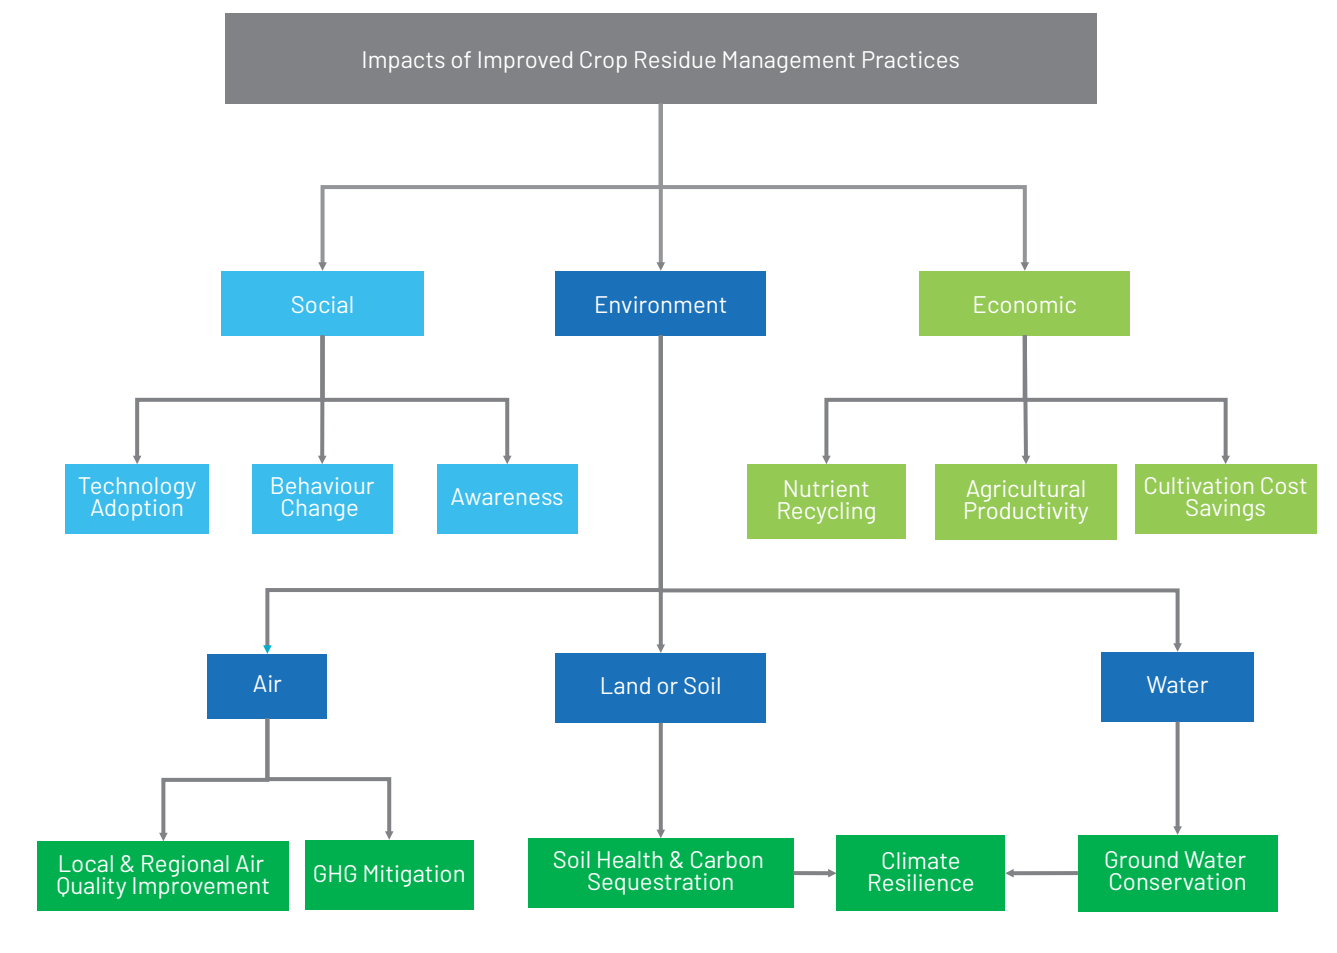 Impacts of Improved Crop Residue Management Practices
Social
Environment
Economic
Technology
Adoption
Behaviour
Change
Awareness
Nutrient
Recycling
Agricultural
Productivity
Cultivation Cost
Savings
Air
Land or Soil
Water
Local & Regional Air
Quality Improvement
GHG Mitigation
Soil Health & Carbon
Sequestration
Climate
Resilience
Ground Water
Conservation